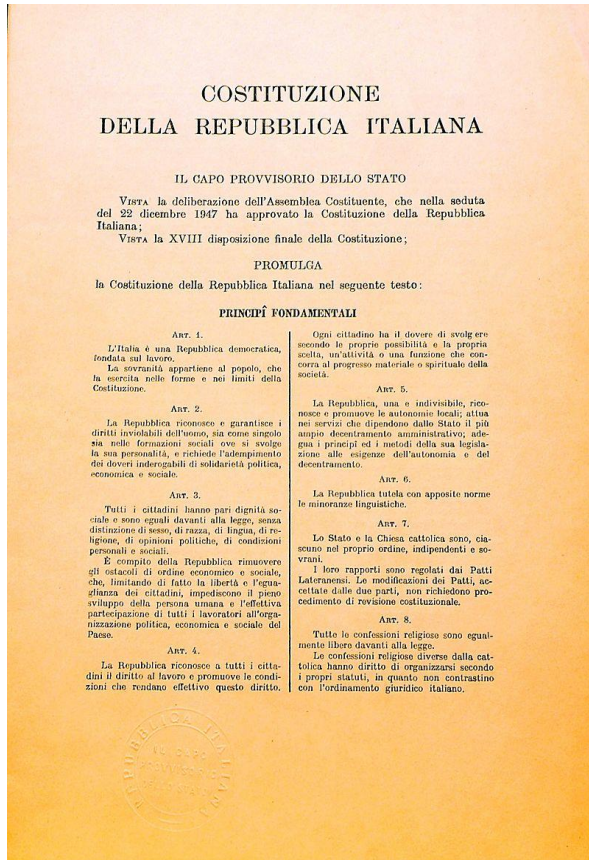 COSTITUZIONE
DELLA REPUBBLICA ITALIANA
IL CAPO PROVVISORIO DELLO STATO
VISTA la deliberazione dell'Assemblea Costituente, che nella seduta
del 22 dicembre 1947 ha approvato la Costituzione della Repubblica
Italiana;
VISTA la XVIII disposizione finale della Costituzione;
PROMULGA
la Costituzione della Repubblica Italiana nel seguente testo:
PRINCIPÎ FONDAMENTALI
ART. 1.
L'Italia è una Repubblica democratica,
fondata sul lavoro.
La sovranità appartiene al popolo, che
la esercita nelle forme e nei limiti della
Costituzione.
ART. 2.
La Repubblica riconosce e garantisce i
diritti inviolabili dell'uomo, sia come singolo
sia nelle formazioni sociali ove si svolge
la sua personalità, e richiede l'adempimento
dei doveri inderogabili di solidarietà politica,
economica e sociale.
ART. 3.
Tutti i cittadini hanno pari dignità so-
ciale e sono eguali davanti alla legge, senza
distinzione di sesso, di razza, di lingua, di re-
ligione, di opinioni politiche, di condizioni
personali e sociali.
È compito della Repubblica rimuovere
gli ostacoli di ordine economico e sociale,
che, limitando di fatto la libertà e l'egua-
glianza dei cittadini, impediscono il pieno
sviluppo della persona umana e l'effettiva
partecipazione di tutti i lavoratori all'orga-
nizzazione politica, economica e sociale del
Paese.
ART. 4.
La Repubblica riconosce a tutti i citta-
dini il diritto al lavoro e promuove le condi-
zioni che rendano effettivo questo diritto.
Ogni cittadino ha il dovere di svolgere
secondo le proprie possibilità e la propria
scelta, un'attività o una funzione che con-
corra al progresso materiale o spirituale della
società.
ART. 5.
La Repubblica, una e indivisibile, rico-
nosce e promuove le autonomie locali; attua
nei servizi che dipendono dallo Stato il più
ampio decentramento amministrativo; ade-
gua i principî ed i metodi della sua legisla-
zione alle esigenze dell'autonomia e del
decentramento.
ART. 6.
La Repubblica tutela con apposite norme
le minoranze linguistiche.
ART. 7.
Lo Stato e la Chiesa cattolica sono, cia-
scuno nel proprio ordine, indipendenti e so-
vrani.
I loro rapporti sono regolati dai Patti
Lateranensi. Le modificazioni dei Patti, ac-
cettate dalle due parti, non richiedono pro-
cedimento di revisione costituzionale.
ART. 8.
Tutte le confessioni religiose sono egual-
mente libere davanti alla legge.
Le confessioni religiose diverse dalla cat-
tolica hanno diritto di organizzarsi secondo
i propri statuti, in quanto non contrastino
con l'ordinamento giuridico italiano.
REPUBBLICA ITALIANA
IL CAPO
PROVVISORIO
DELLO STATO